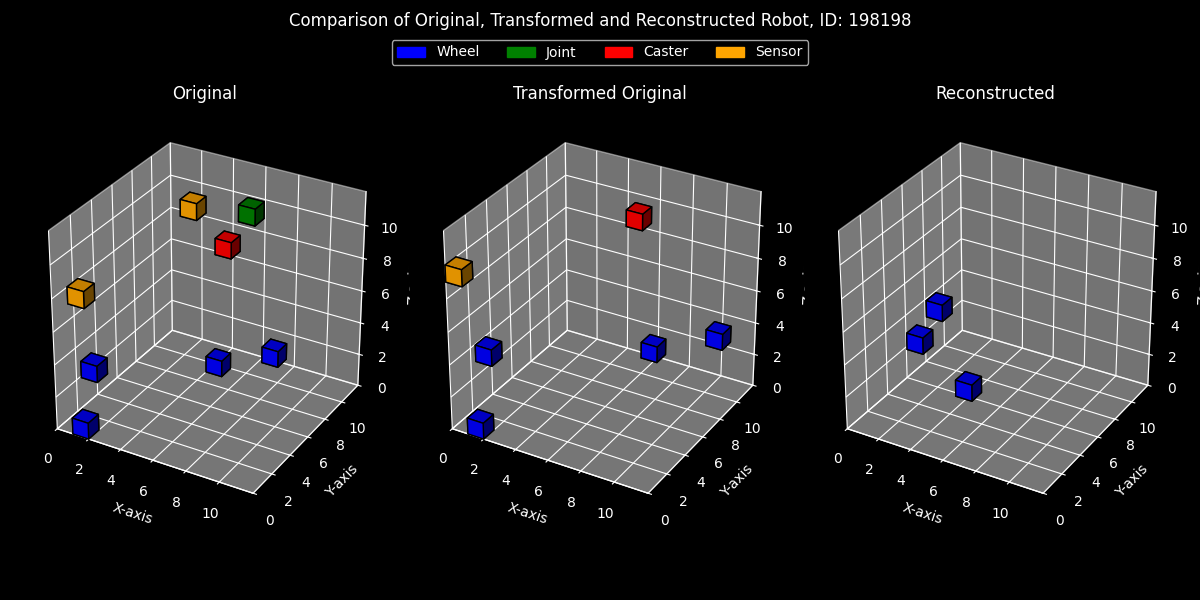 Comparison of Original, Transformed and Reconstructed Robot, ID: 198198
Wheel Joint Caster Sensor
Original Transformed Original Reconstructed
10 10 10
8 8 8
6 6 6
4 4 4
2 2 2
0 0 0
0 2 4 6 8 10 0 2 4 6 8 10 0 2 4 6 8 10
0 2 4 6 8 10 0 2 4 6 8 10 0 2 4 6 8 10
X-axis Y-axis X-axis Y-axis X-axis Y-axis